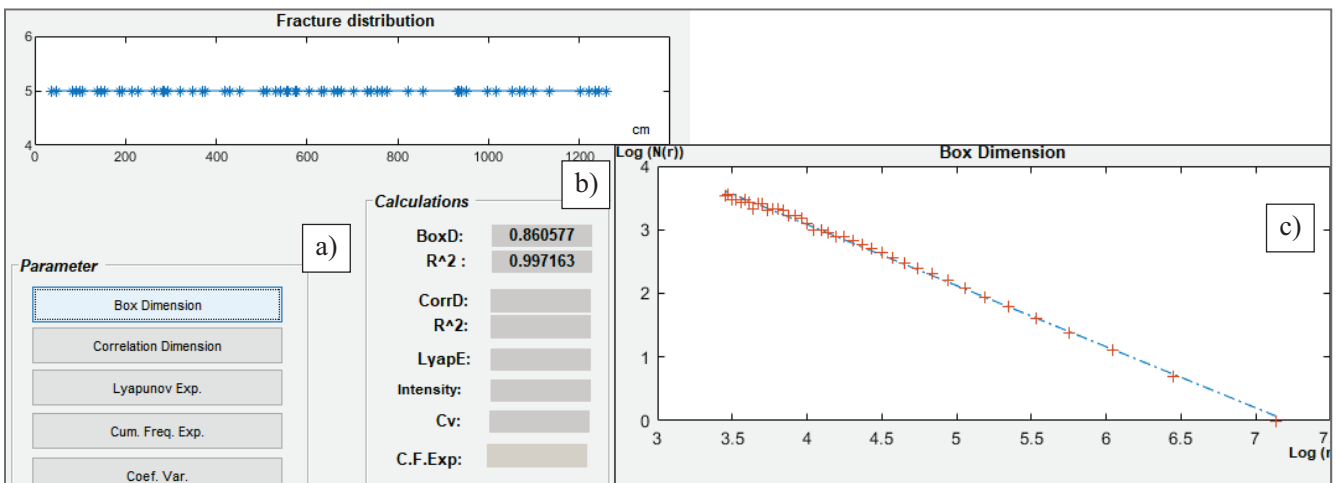 Fracture distribution
6
5
4
0 200 400 600 800 1000 1200
cm
b)
a)
Parameter
Box Dimension
Correlation Dimension
Lyapunov Exp.
Cum. Freq. Exp.
Coef. Var.
Calculations
BoxD: 0.860577
R^2 : 0.997163
CorrD:
R^2:
LyapE:
Intensity:
Cv:
C.F.Exp:
Log (N(r))
Box Dimension
c)
4
3
2
1
0
3 3.5 4 4.5 5 5.5 6 6.5 7 7
Log (r